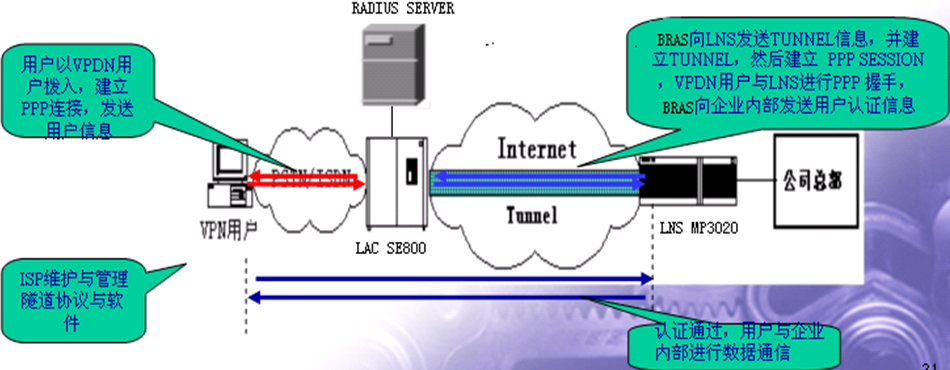 RADIUS SERVER
用户以VPDN用
户拨入，建立
PPP连接，发送
用户信息
BRAS向LNS发送TUNNEL信息，并建
立TUNNEL，然后建立 PPP SESSION
，VPDN用户与LNS进行PPP 握手，
BRAS向企业内部发送用户认证信息
PSTN/ISDN
Internet
Tunnel
公司总部
VPN用户
LAC SE800
LNS MP3020
ISP维护与管理
隧道协议与软
件
认证通过，用户与企业
内部进行数据通信
21